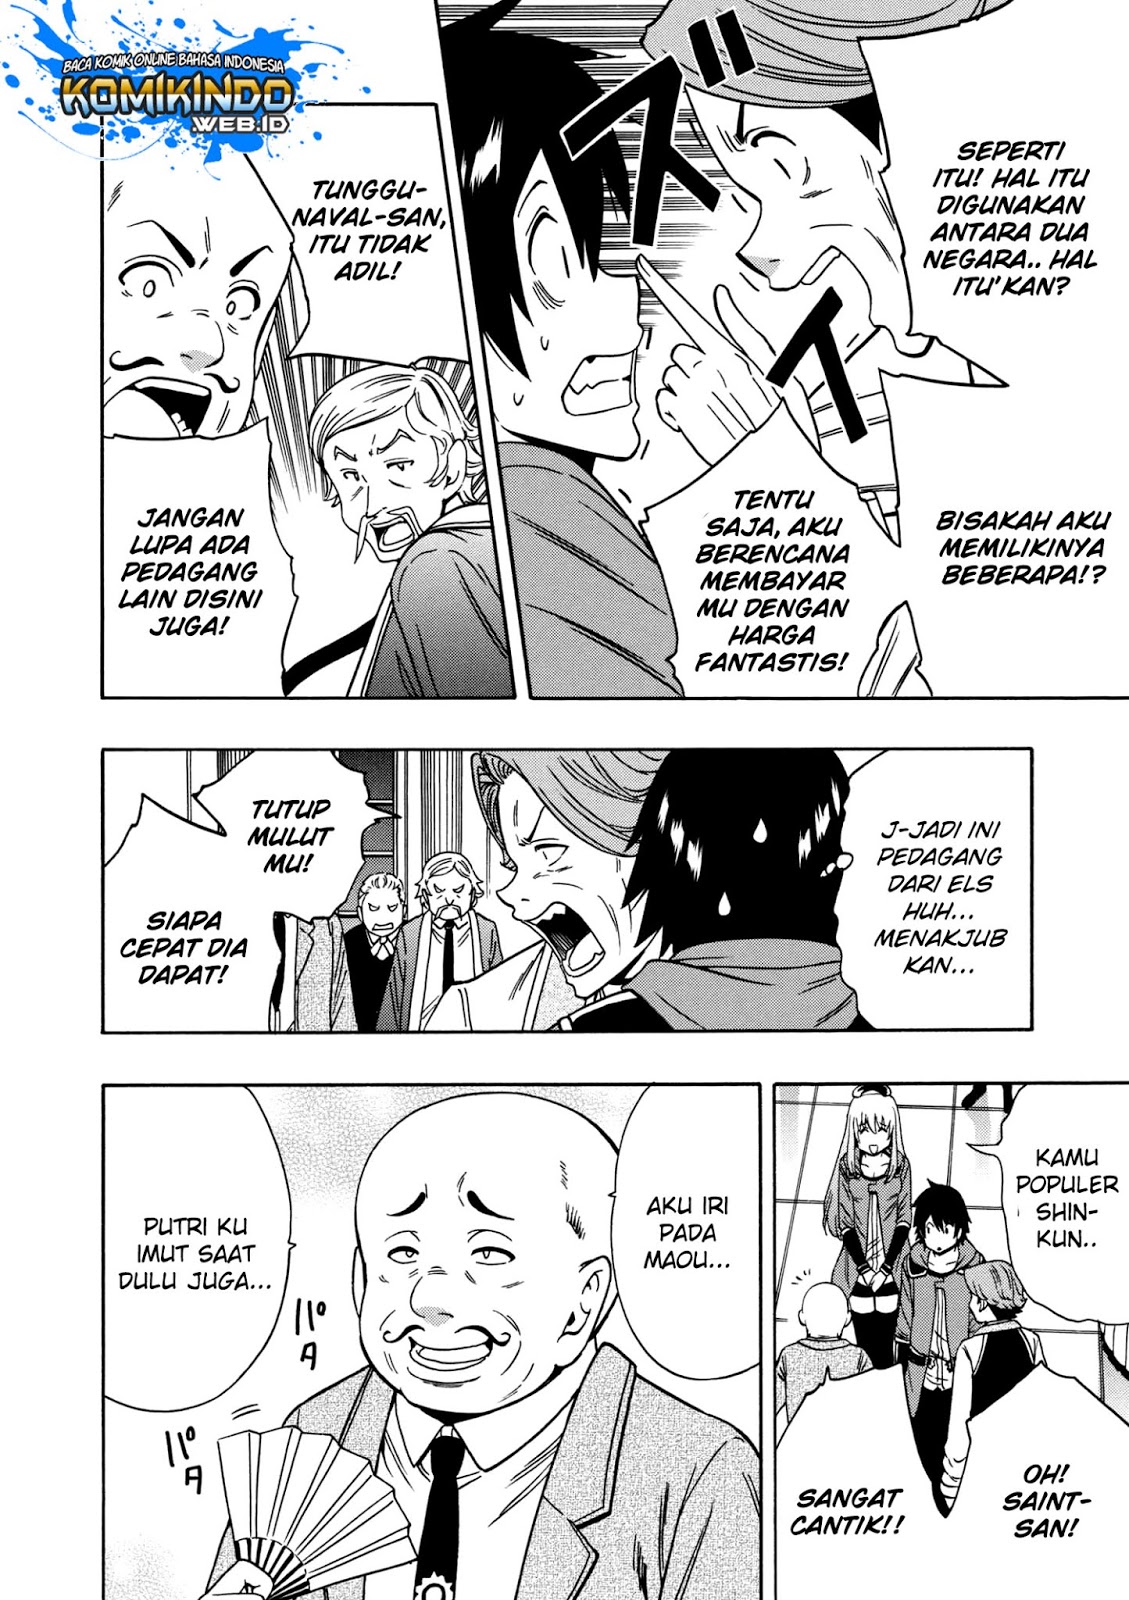 BACA KOMIK ONLINE BAHASA INDONESIA
KOMIKINDO
WEB.ID
SEPERTI
ITU! HAL ITU
DIGUNAKAN
ANTARA DUA
NEGARA.. HAL
ITU'KAN?
BISAKAH AKU
MEMILIKINYA
BEBERAPA!?
TENTU
SAJA, AKU
BERENCANA
MEMBAYAR
MU DENGAN
HARGA
FANTASTIS!
ズイ
TUNGGU-
NAVAL-SAN,
ITU TIDAK
ADIL!
JANGAN
LUPA ADA
PEDAGANG
LAIN DISINI
JUGA!
J-JADI INI
PEDAGANG
DARI ELS
HUH...
MENAKJUB
KAN...
TUTUP
MULUT
MU!
SIAPA
CEPAT DIA
DAPAT!
KAMU
POPULER
SHIN-
KUN..
OH!
SAINT-
SAN!
SANGAT
CANTIK!!
AKU IRI
PADA
MAOU...
PUTRI KU
IMUT SAAT
DULU JUGA...
パタ
パタ